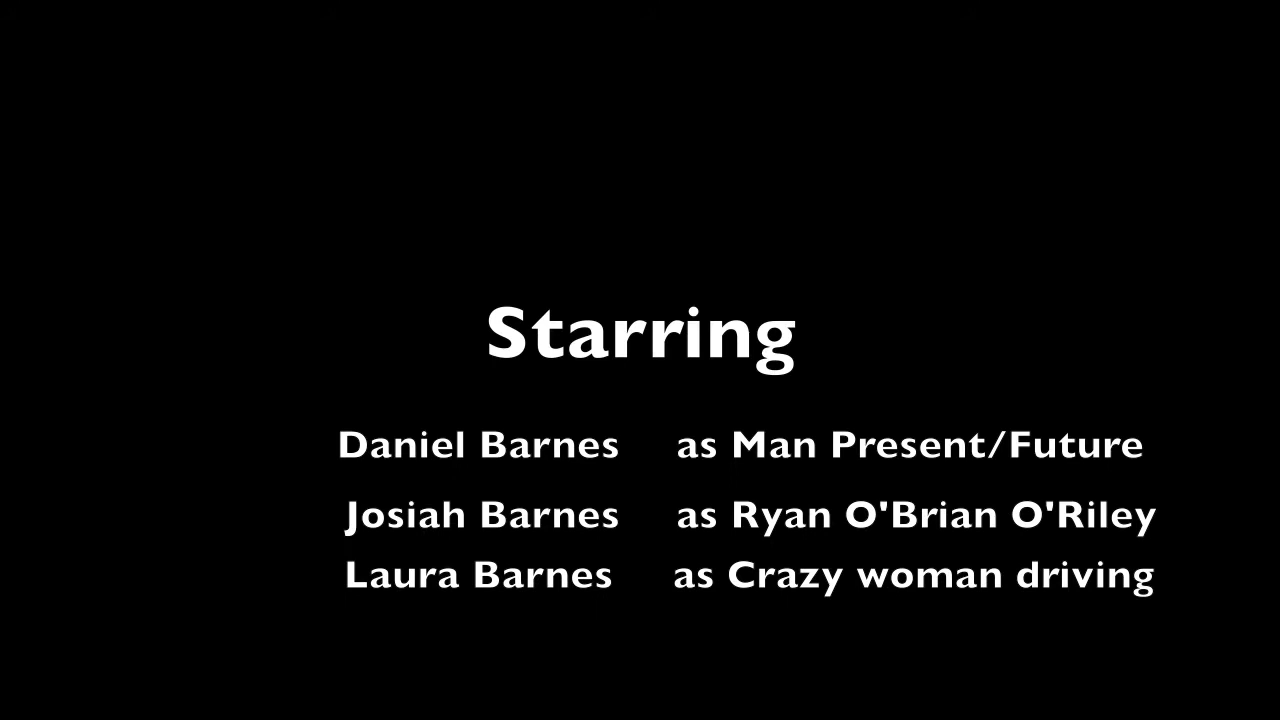 Starring
Daniel Barnes as Man Present/Future
Josiah Barnes as Ryan O'Brian O'Riley
Laura Barnes as Crazy woman driving